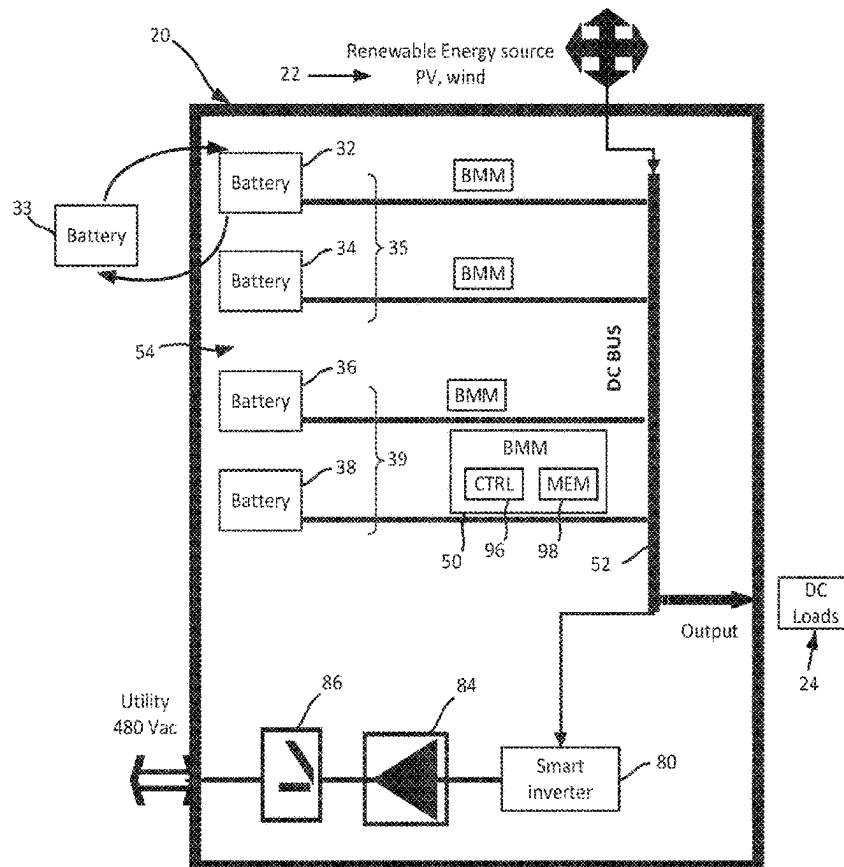 20
Renewable Energy source
22
PV, wind
32
Battery
BMM
33
Battery
34
35
Battery
BMM
DC BUS
54
36
Battery
BMM
39
BMM
38
CTRL
MEM
Battery
50
96
98
52
DC
Loads
Output
24
Utility
480 Vac
86
84
Smart
inverter
80